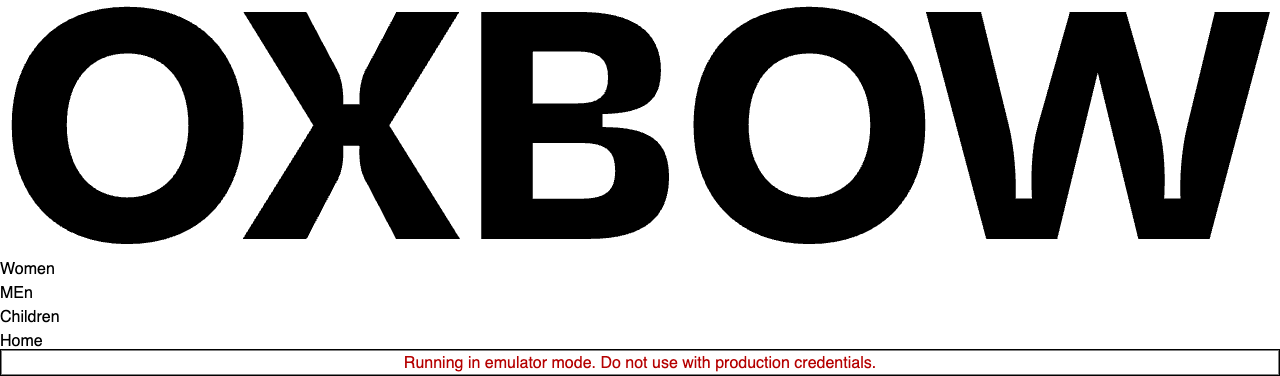 OXBOW
Women
MEn
Children
Home
Running in emulator mode. Do not use with production credentials.